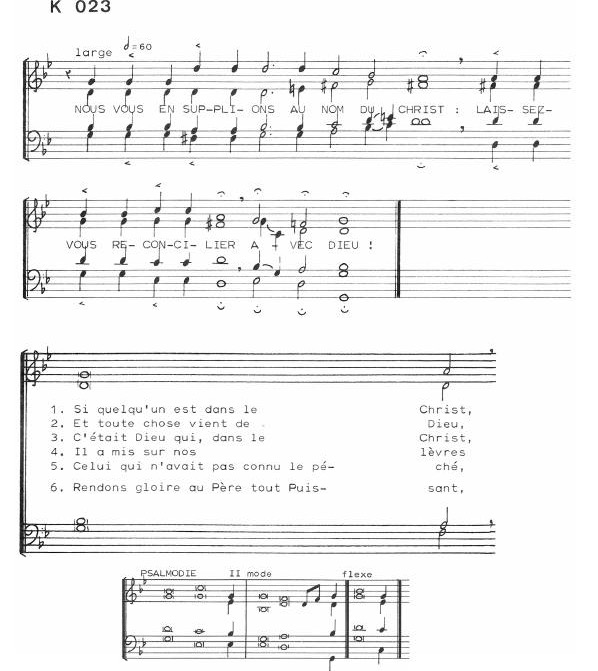 K 023
large 𝅗𝅥=60
NOUS VOUS EN SUP-PLI- ONS AU NOM DU CHRIST : LAIS- SEZ-
VOUS RE- CON-CI- LIER A - VEC DIEU !
1. Si quelqu'un est dans le Christ,
2. Et toute chose vient de Dieu,
3. C'était Dieu qui, dans le Christ,
4. Il a mis sur nos lèvres
5. Celui qui n'avait pas connu le pé- ché,
6. Rendons gloire au Père tout Puis- sant,
PSALMODIE II mode flexe